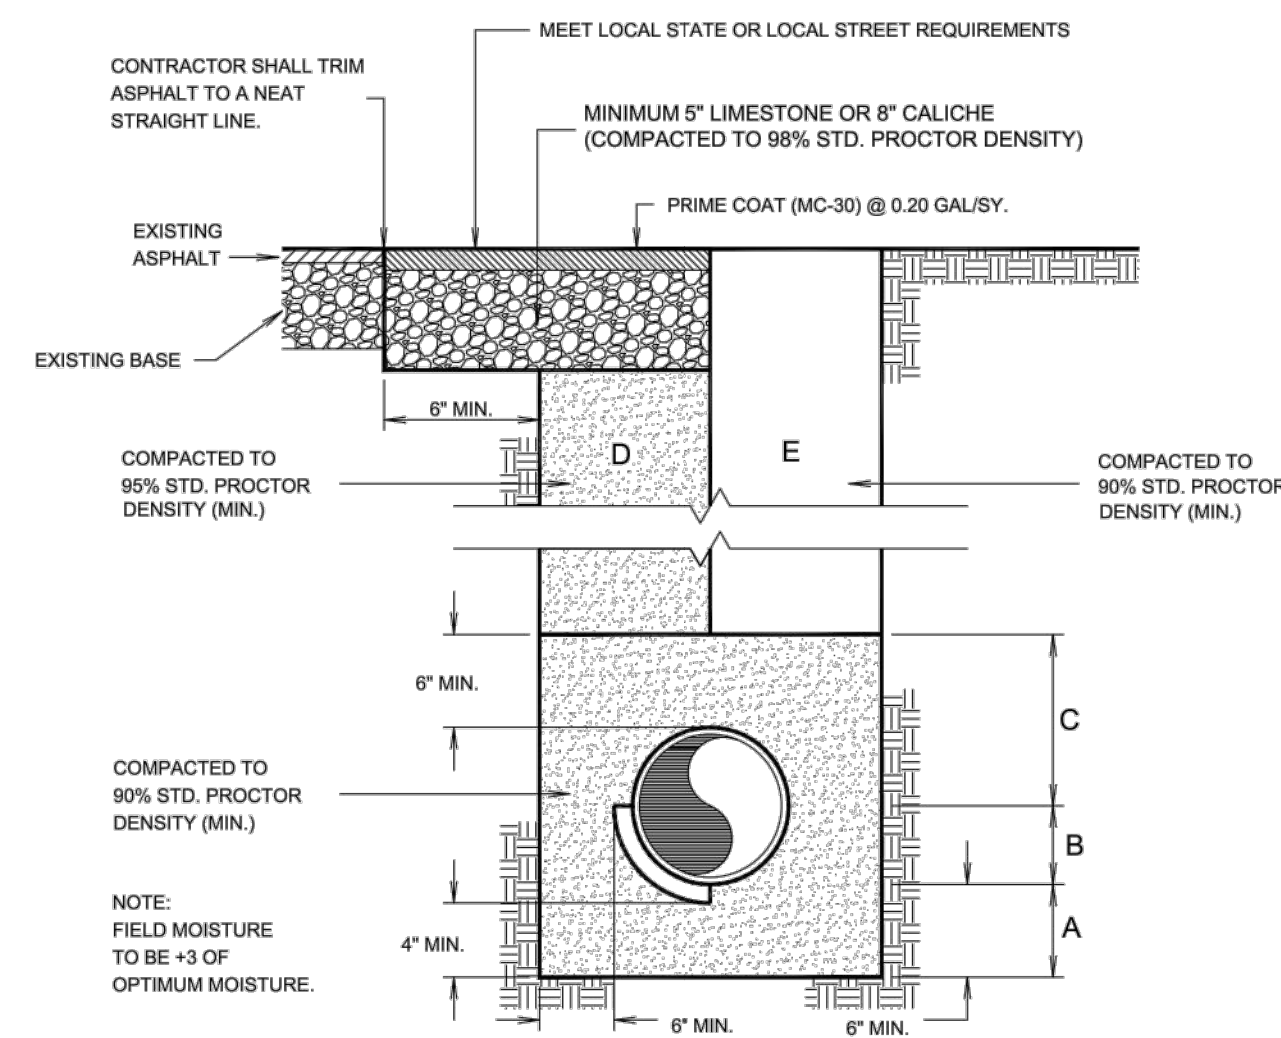 MEET LOCAL STATE OR LOCAL STREET REQUIREMENTS
CONTRACTOR SHALL TRIM
ASPHALT TO A NEAT
STRAIGHT LINE.
MINIMUM 5" LIMESTONE OR 8" CALICHE
(COMPACTED TO 98% STD. PROCTOR DENSITY)
PRIME COAT (MC-30) @ 0.20 GAL/SY.
EXISTING
ASPHALT
EXISTING BASE
6" MIN.
D
E
COMPACTED TO
95% STD. PROCTOR
DENSITY (MIN.)
COMPACTED TO
90% STD. PROCTOR
DENSITY (MIN.)
6" MIN.
C
COMPACTED TO
90% STD. PROCTOR
DENSITY (MIN.)
B
NOTE:
FIELD MOISTURE
TO BE +3 OF
OPTIMUM MOISTURE.
4" MIN.
A
6" MIN.
6" MIN.